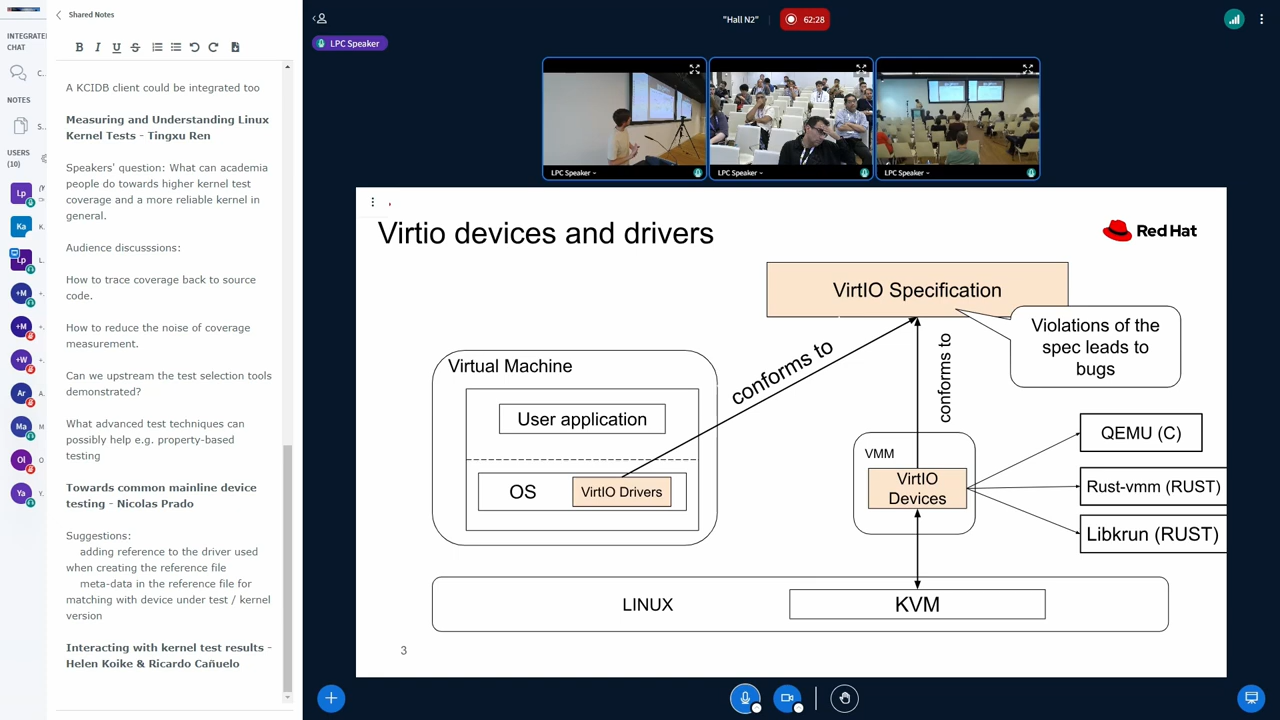 Shared Notes
INTEGRATE
CHAT
C..
NOTES
S..
USERS
(10)
Lp
Ka
K.
Lp
L.
+M
+.
+M
+.
+W
+.
Ar
A.
Ma
M
Ol
O
Ya
Y.
B I U S
A KCIDB client could be integrated too
Measuring and Understanding Linux
Kernel Tests - Tingxu Ren
Speakers' question: What can academia
people do towards higher kernel test
coverage and a more reliable kernel in
general.
Audience discusssions:
How to trace coverage back to source
code.
How to reduce the noise of coverage
measurement.
Can we upstream the test selection tools
demonstrated?
What advanced test techniques can
possibly help e.g. property-based
testing
Towards common mainline device
testing - Nicolas Prado
Suggestions:
adding reference to the driver used
when creating the reference file
meta-data in the reference file for
matching with device under test / kernel
version
Interacting with kernel test results -
Helen Koike & Ricardo Cañuelo
"Hall N2"
62:28
LPC Speaker
LPC Speaker
LPC Speaker
LPC Speaker
Virtio devices and drivers
Red Hat
VirtIO Specification
Violations of the
spec leads to
bugs
conforms to
conforms to
Virtual Machine
User application
OS
VirtIO Drivers
VMM
VirtIO
Devices
QEMU (C)
Rust-vmm (RUST)
Libkrun (RUST)
LINUX
KVM
3